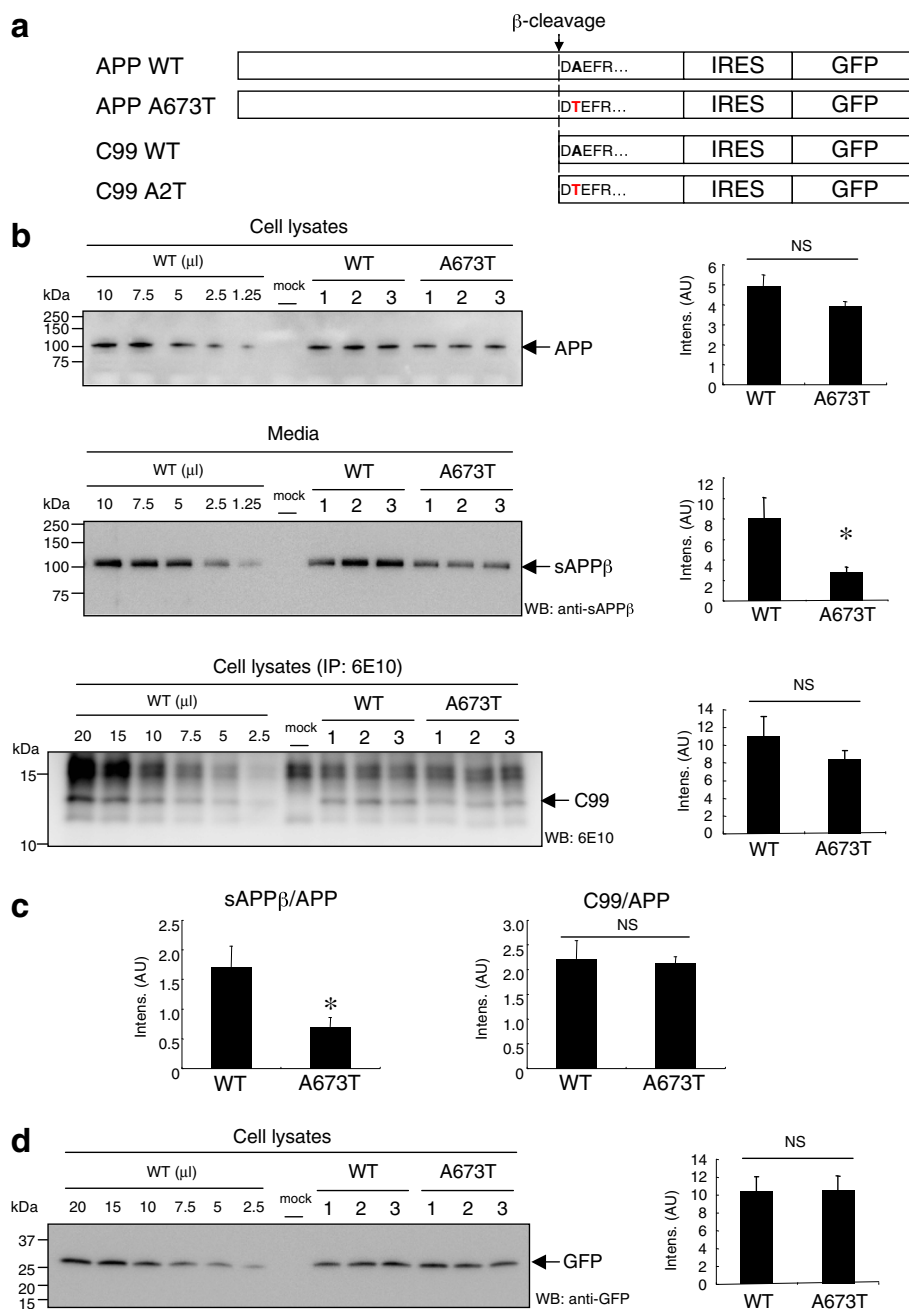 a
β-cleavage
APP WT DAEFR... IRES GFP
APP A673T DTEFR... IRES GFP
C99 WT DAEFR... IRES GFP
C99 A2T DTEFR... IRES GFP
b
Cell lysates
WT (μl) WT A673T
kDa 10 7.5 5 2.5 1.25 mock 1 2 3 1 2 3
250
150
100
75
APP
NS
Intens. (AU)
6
5
4
3
2
1
0
WT A673T
Media
WT (μl) WT A673T
kDa 10 7.5 5 2.5 1.25 mock 1 2 3 1 2 3
250
150
100
75
sAPPβ
WB: anti-sAPPβ
Intens. (AU)
12
10
8
6
4
2
0
*
WT A673T
Cell lysates (IP: 6E10)
WT (μl) WT A673T
kDa 20 15 10 7.5 5 2.5 mock 1 2 3 1 2 3
15
10
C99
WB: 6E10
NS
Intens. (AU)
14
12
10
8
6
4
2
0
WT A673T
c
sAPPβ/APP
Intens. (AU)
2.5
2.0
1.5
1.0
0.5
0
*
WT A673T
C99/APP
NS
Intens. (AU)
3.0
2.5
2.0
1.5
1.0
0.5
0
WT A673T
d
Cell lysates
WT (μl) WT A673T
kDa 20 15 10 7.5 5 2.5 mock 1 2 3 1 2 3
37
25
20
15
GFP
WB: anti-GFP
NS
Intens. (AU)
14
12
10
8
6
4
2
0
WT A673T